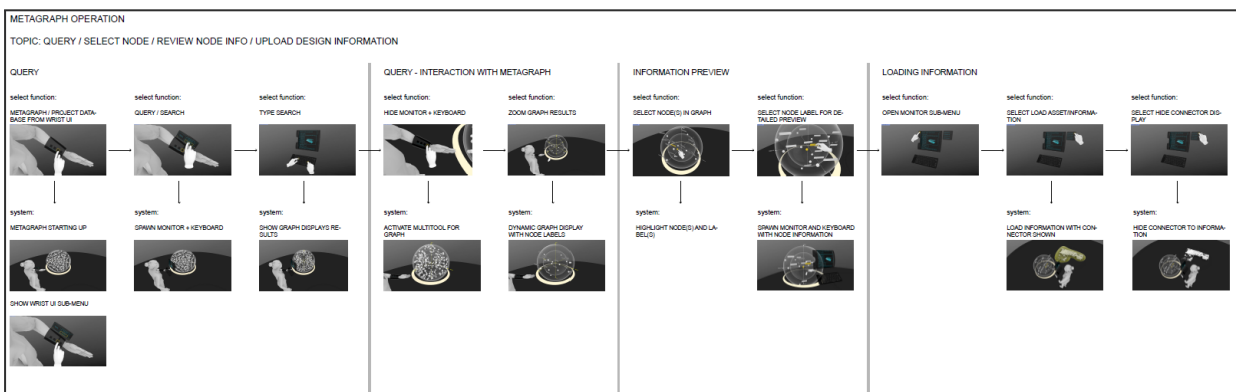 METAGRAPH OPERATION
TOPIC: QUERY / SELECT NODE / REVIEW NODE INFO / UPLOAD DESIGN INFORMATION
QUERY
select function:
METAGRAPH / PROJECT DATA-
BASE FROM WRIST UI
select function:
QUERY / SEARCH
select function:
TYPE SEARCH
system:
METAGRAPH STARTING UP
SHOW WRIST UI SUB-MENU
system:
SPAWN MONITOR + KEYBOARD
system:
SHOW GRAPH DISPLAYS RE-
SULTS
QUERY - INTERACTION WITH METAGRAPH
select function:
HIDE MONITOR + KEYBOARD
select function:
ZOOM GRAPH RESULTS
system:
ACTIVATE MULTITOOL FOR
GRAPH
system:
DYNAMIC GRAPH DISPLAY
WITH NODE LABELS
INFORMATION PREVIEW
select function:
SELECT NODE(S) IN GRAPH
select function:
SELECT NODE LABEL FOR DE-
TAILED PREVIEW
system:
HIGHLIGHT NODE(S) AND LA-
BEL(S)
system:
SPAWN MONITOR AND KEYBOARD
WITH NODE INFORMATION
LOADING INFORMATION
select function:
OPEN MONITOR SUB-MENU
select function:
SELECT LOAD ASSET/INFORMA-
TION
select function:
SELECT HIDE CONNECTOR DIS-
PLAY
system:
LOAD INFORMATION WITH CON-
NECTOR SHOWN
system:
HIDE CONNECTOR TO INFOR-
MATION